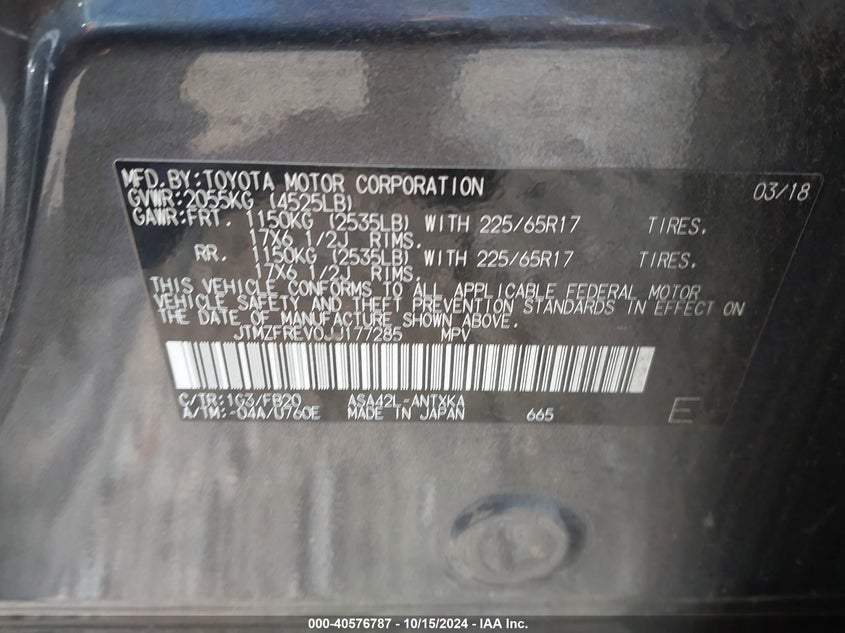 MFD.BY:TOYOTA MOTOR CORPORATION 03/18
GVWR:2055KG (4525LB)
GAWR:FRT. 1150KG (2535LB) WITH 225/65R17 TIRES.
17X6 1/2J RIMS.
RR. 1150KG (2535LB) WITH 225/65R17 TIRES.
17X6 1/2J RIMS.
THIS VEHICLE CONFORMS TO ALL APPLICABLE FEDERAL MOTOR
VEHICLE SAFETY AND THEFT PREVENTION STANDARDS IN EFFECT ON
THE DATE OF MANUFACTURE SHOWN ABOVE.
JTMZFREV0JJ177285 MPV
C/TR:1G3/FB20 ASA42L-ANTXKA
A/TM:-04A/U760E MADE IN JAPAN 665 E
000-40576787 - 10/15/2024 - IAA Inc.